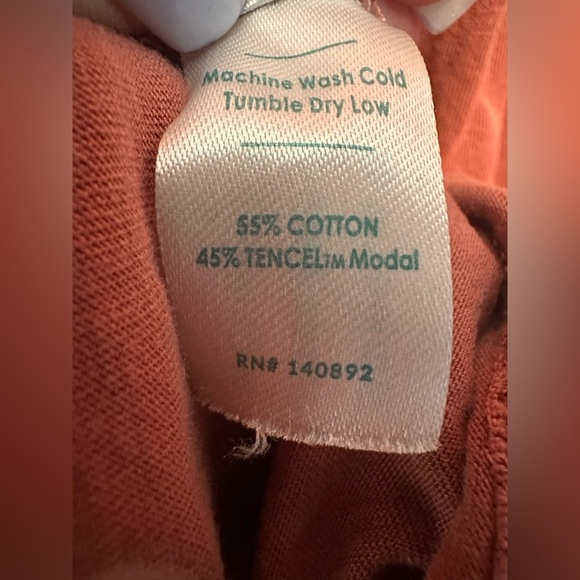 Machine Wash Cold
Tumble Dry Low
55% COTTON
45% TENCEL™ Modal
RN# 140892